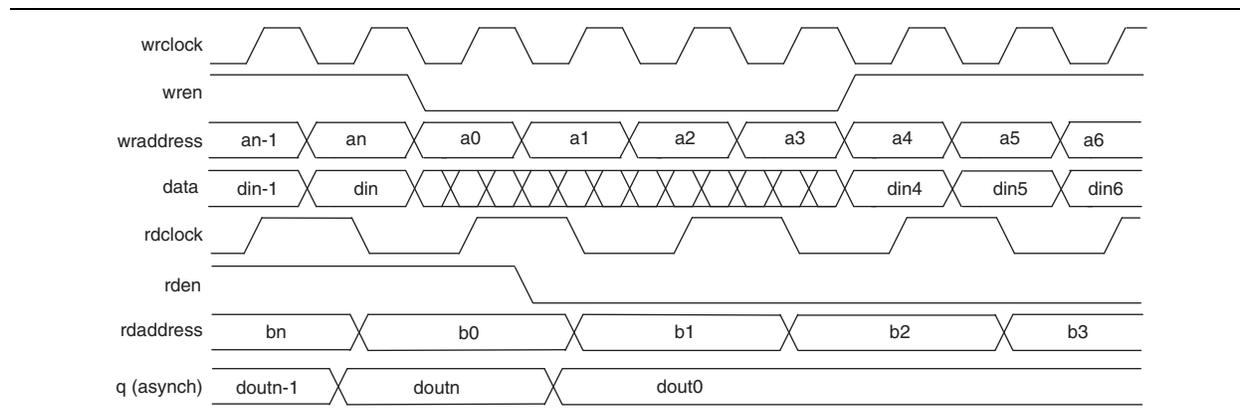 wrclock
wren
wraddress an-1 an a0 a1 a2 a3 a4 a5 a6
data din-1 din din4 din5 din6
rdclock
rden
rdaddress bn b0 b1 b2 b3
q (asynch) doutn-1 doutn dout0